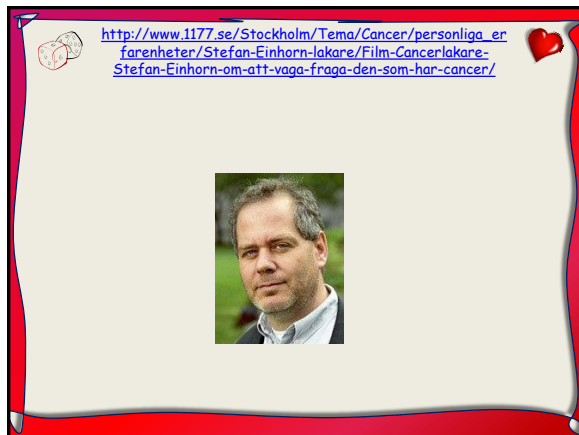 http://www.1177.se/Stockholm/Tema/Cancer/personliga_er
farenheter/Stefan-Einhorn-lakare/Film-Cancerlakare-
Stefan-Einhorn-om-att-vaga-fraga-den-som-har-cancer/